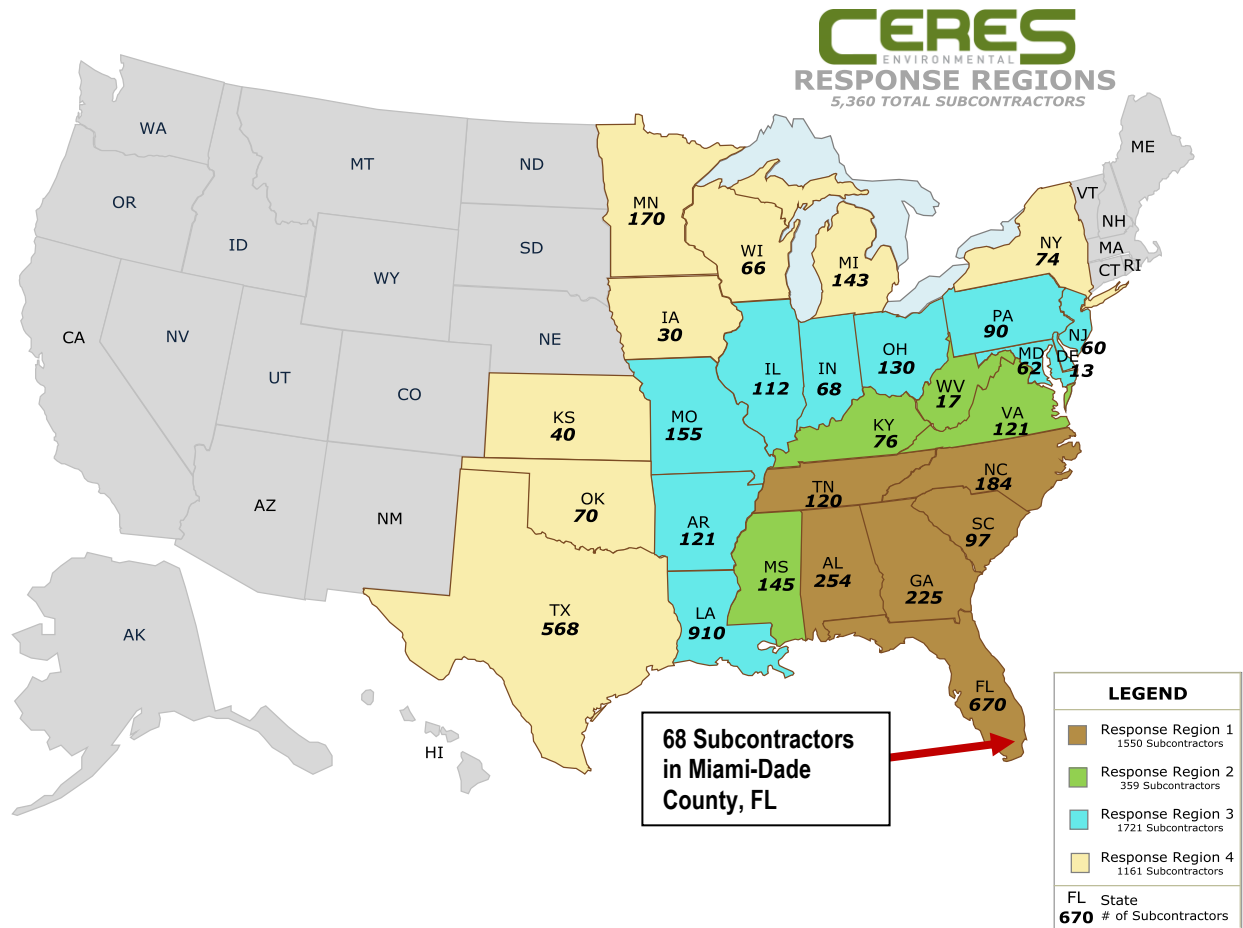 CERES
ENVIRONMENTAL
RESPONSE REGIONS
5,360 TOTAL SUBCONTRACTORS
WA
MT
ND
MN
170
ME
OR
ID
WY
SD
WI
66
MI
143
NY
74
VT
NH
MA
CT
RI
CA
NV
UT
CO
NE
IA
30
IL
112
IN
68
OH
130
PA
90
NJ
60
MD
62
DE
13
KS
40
MO
155
KY
76
WV
17
VA
121
AZ
NM
OK
70
AR
121
TN
120
NC
184
SC
97
TX
568
LA
910
MS
145
AL
254
GA
225
FL
670
AK
HI
68 Subcontractors
in Miami-Dade
County, FL
LEGEND
Response Region 1
1550 Subcontractors
Response Region 2
359 Subcontractors
Response Region 3
1721 Subcontractors
Response Region 4
1161 Subcontractors
FL State
670 # of Subcontractors